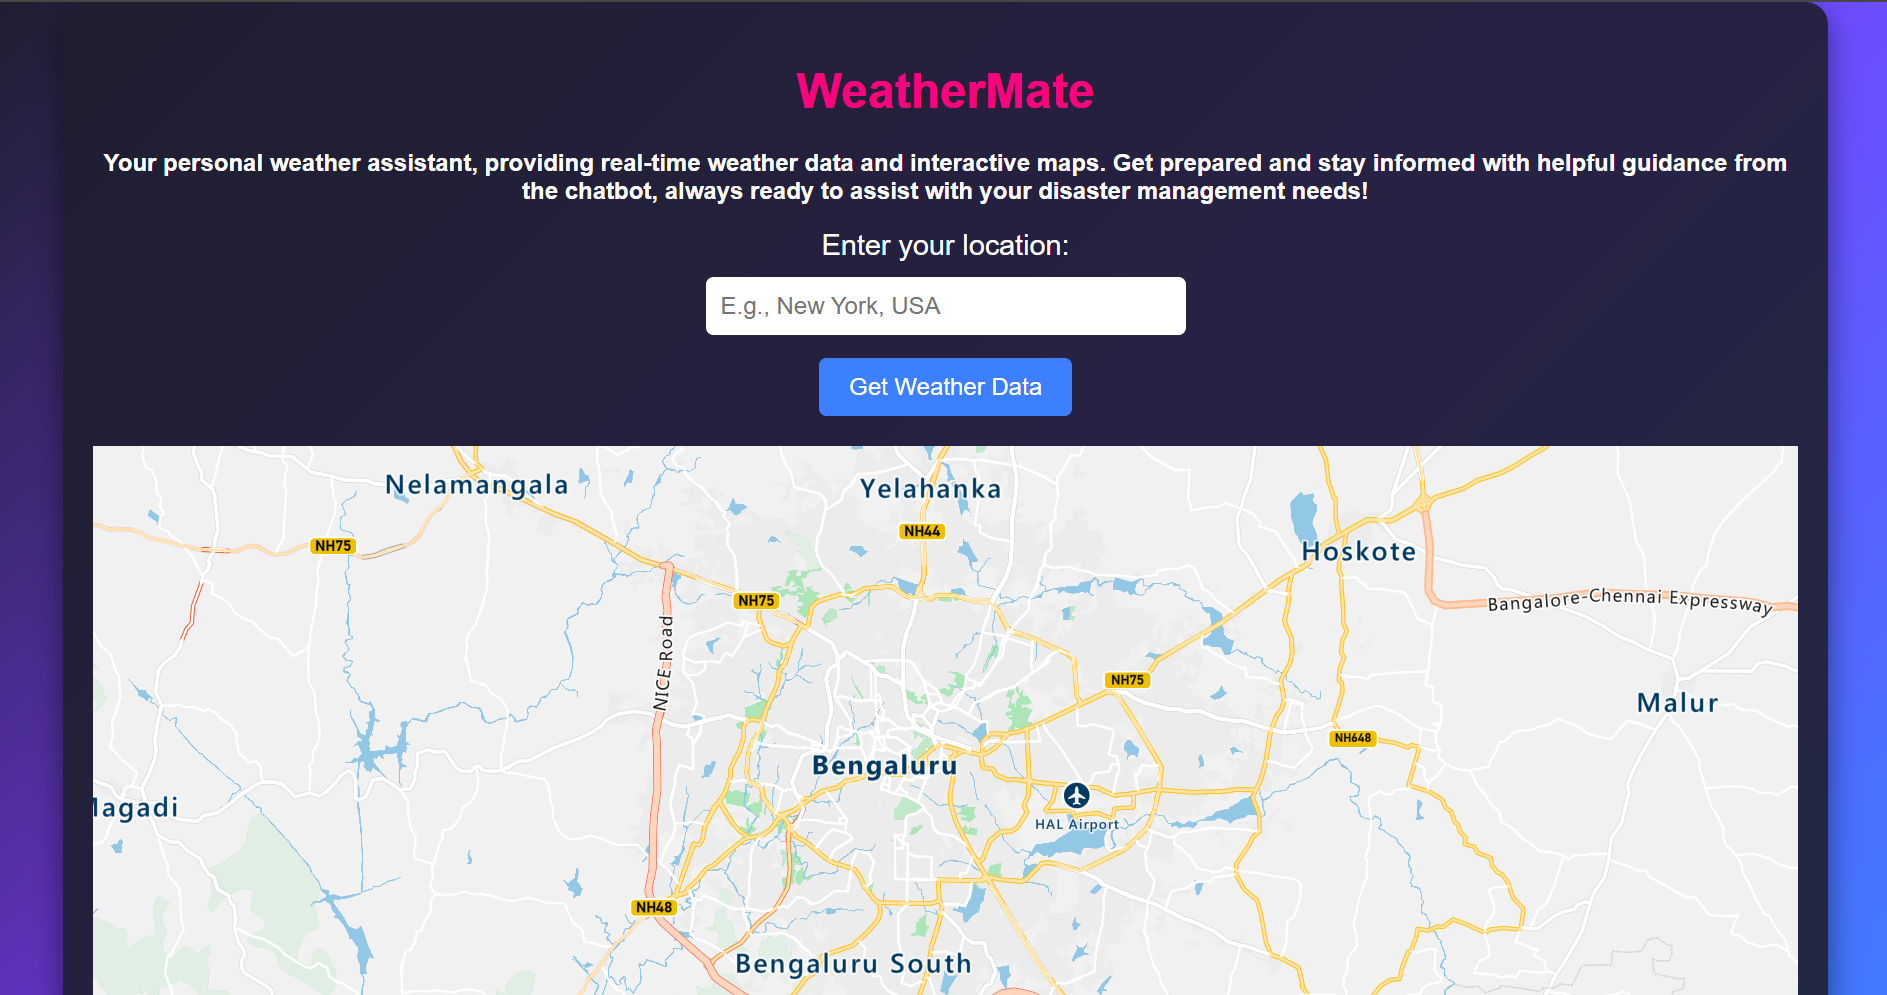 WeatherMate
Your personal weather assistant, providing real-time weather data and interactive maps. Get prepared and stay informed with helpful guidance from
the chatbot, always ready to assist with your disaster management needs!
Enter your location:
E.g., New York, USA
Get Weather Data
Nelamangala
Yelahanka
NH44
NH75
Hoskote
NH75
Bangalore-Chennai Expressway
NICE Road
NH75
Malur
NH648
Bengaluru
HAL Airport
Magadi
NH48
Bengaluru South